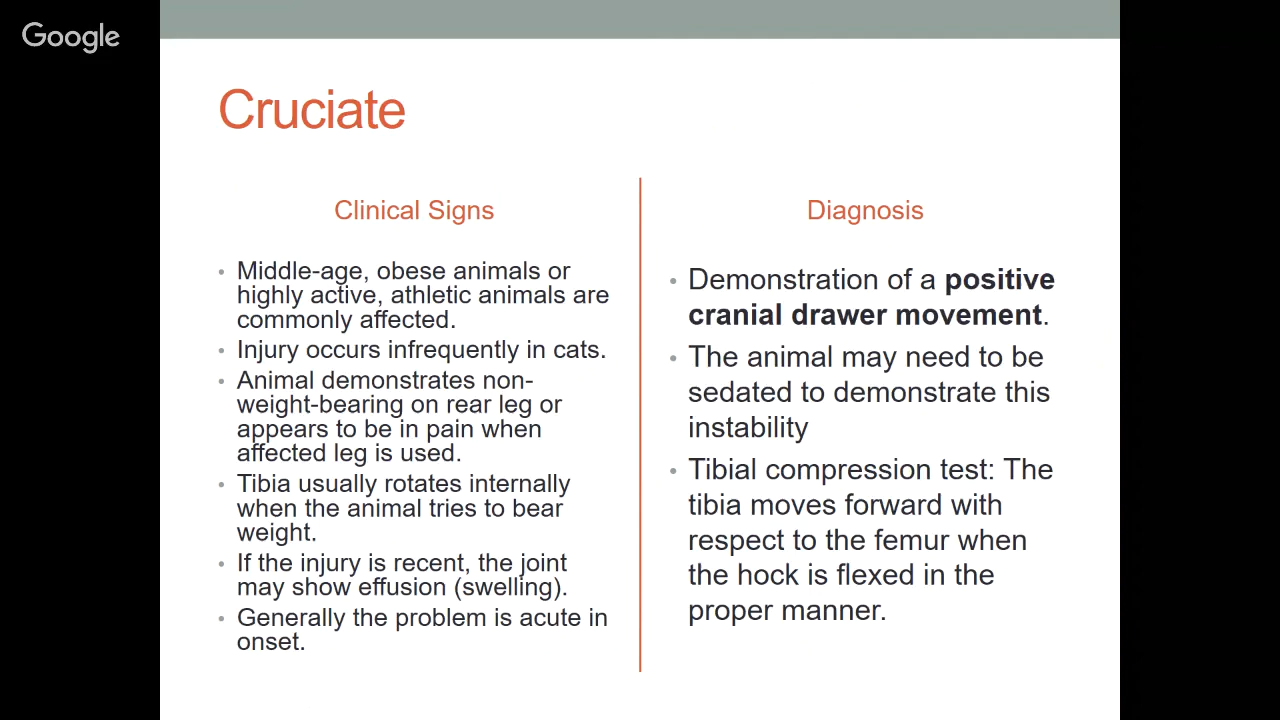 Google
Cruciate
Clinical Signs
• Middle-age, obese animals or
highly active, athletic animals are
commonly affected.
• Injury occurs infrequently in cats.
• Animal demonstrates non-
weight-bearing on rear leg or
appears to be in pain when
affected leg is used.
• Tibia usually rotates internally
when the animal tries to bear
weight.
• If the injury is recent, the joint
may show effusion (swelling).
• Generally the problem is acute in
onset.
Diagnosis
• Demonstration of a positive
cranial drawer movement.
• The animal may need to be
sedated to demonstrate this
instability
• Tibial compression test: The
tibia moves forward with
respect to the femur when
the hock is flexed in the
proper manner.